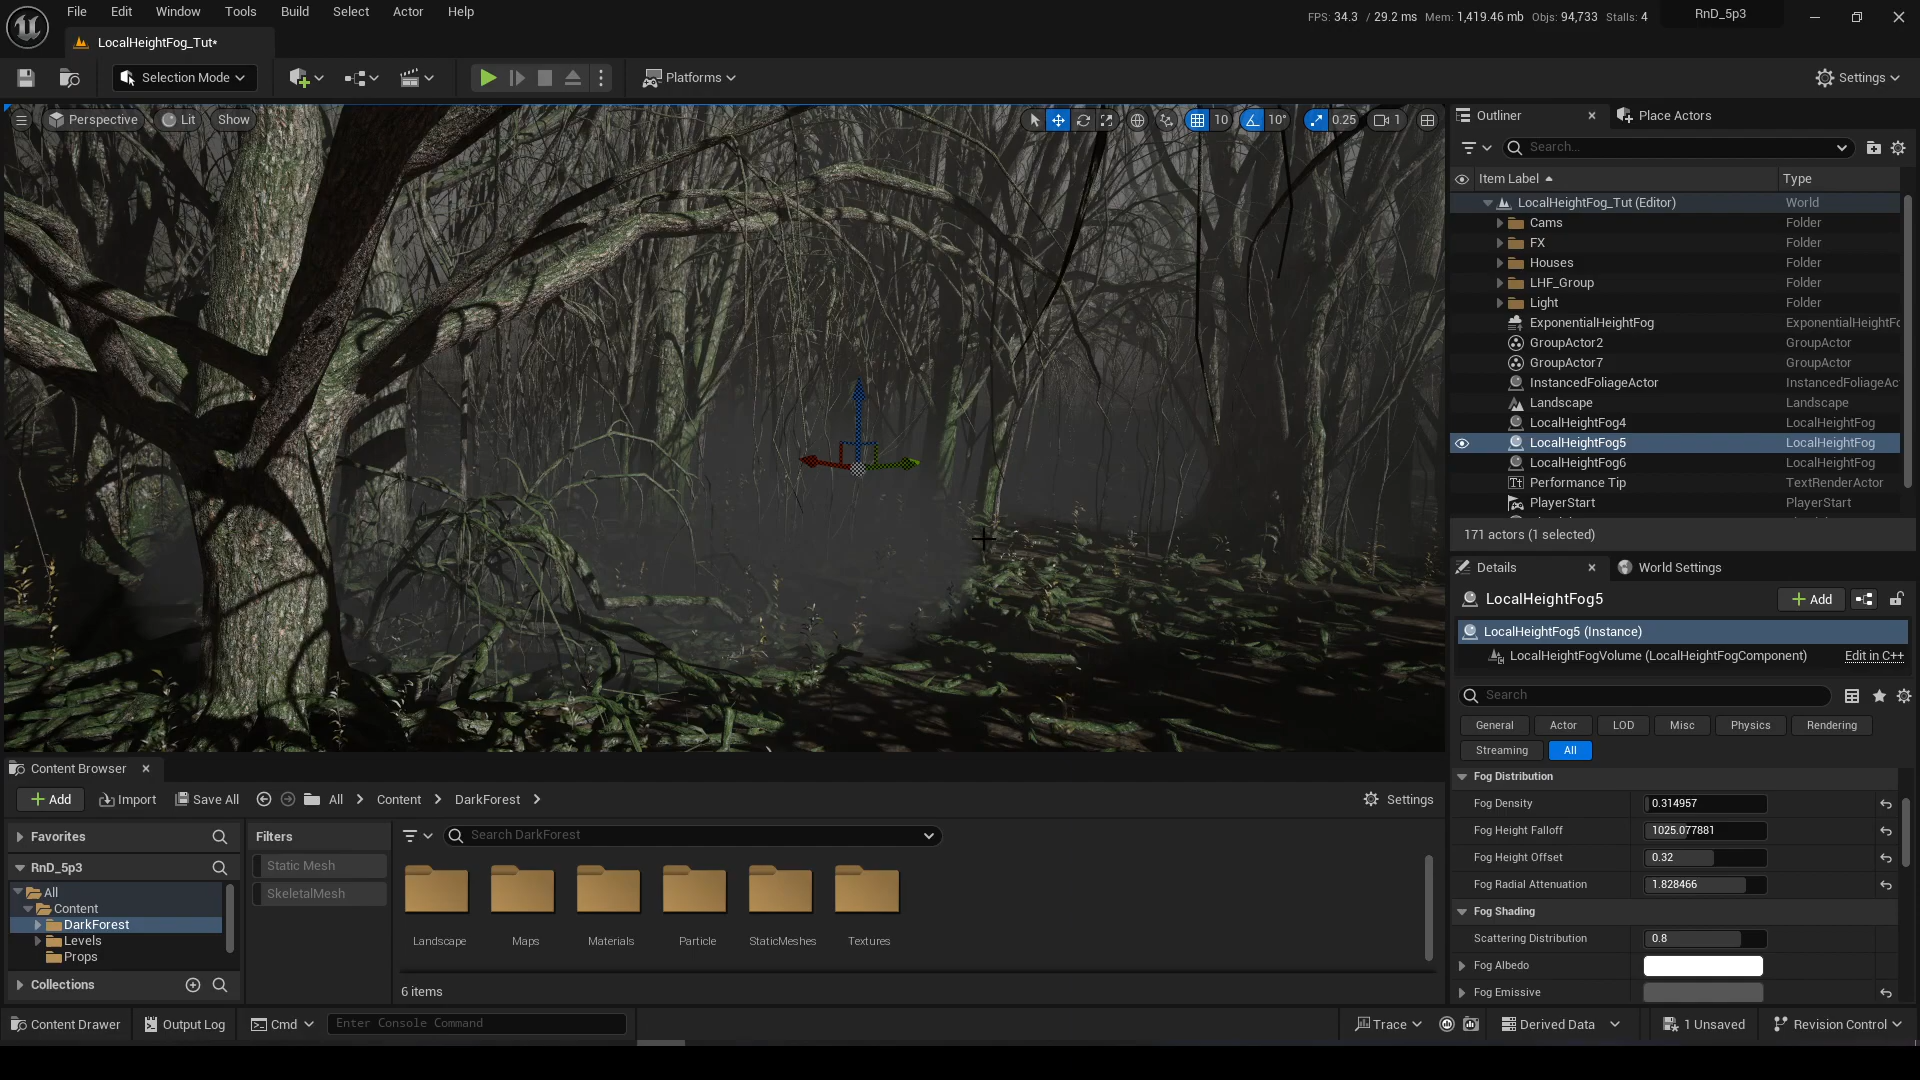 File Edit Window Tools Build Select Actor Help
FPS: 34.3 / 29.2 ms Mem: 1,419.46 mb Objs: 94,733 Stalls: 4
RnD_5p3
LocalHeightFog_Tut*
Selection Mode
Platforms
Settings
Perspective Lit Show
10 10° 0.25 1
Outliner
Place Actors
Search...
Item Label Type
LocalHeightFog_Tut (Editor) World
Cams Folder
FX Folder
Houses Folder
LHF_Group Folder
Light Folder
ExponentialHeightFog ExponentialHeightFo
GroupActor2 GroupActor
GroupActor7 GroupActor
InstancedFoliageActor InstancedFoliageAc
Landscape Landscape
LocalHeightFog4 LocalHeightFog
LocalHeightFog5 LocalHeightFog
LocalHeightFog6 LocalHeightFog
Performance Tip TextRenderActor
PlayerStart PlayerStart
171 actors (1 selected)
Details
World Settings
LocalHeightFog5
Add
LocalHeightFog5 (Instance)
LocalHeightFogVolume (LocalHeightFogComponent) Edit in C++
Search
General Actor LOD Misc Physics Rendering
Streaming All
Fog Distribution
Fog Density 0.314957
Fog Height Falloff 1025.077881
Fog Height Offset 0.32
Fog Radial Attenuation 1.828466
Fog Shading
Scattering Distribution 0.8
Fog Albedo
Fog Emissive
Content Browser
Add Import Save All All Content DarkForest
Settings
Favorites
RnD_5p3
All
Content
DarkForest
Levels
Props
Collections
Filters
Static Mesh
SkeletalMesh
Search DarkForest
Landscape Maps Materials Particle StaticMeshes Textures
6 items
Content Drawer Output Log Cmd Enter Console Command
Trace Derived Data 1 Unsaved Revision Control